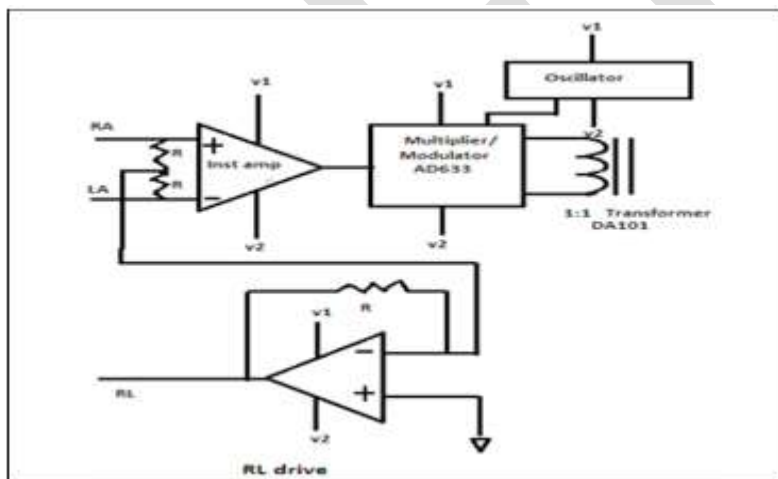 v1
Oscillator
v2
v1
Multiplier/
Modulator
AD633
v2
1:1 Transformer
DA101
v1
RA
+
R
Inst amp
R
LA
−
v2
R
v1
−
+
RL
v2
RL drive